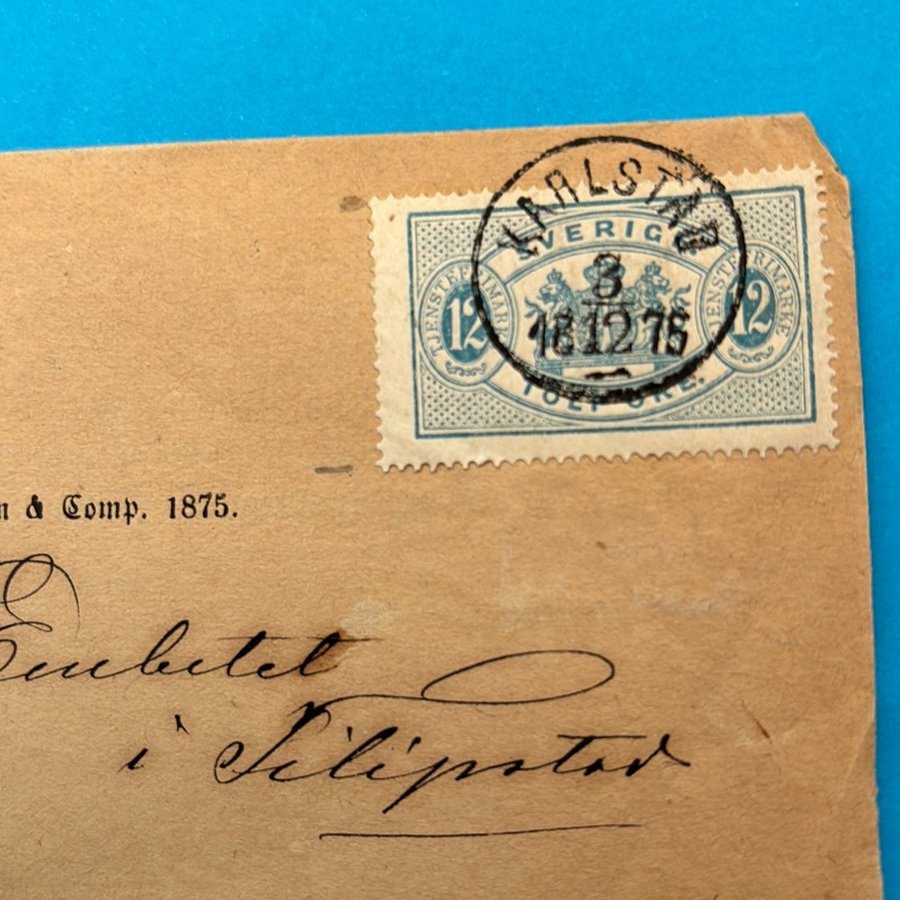 KARLSTAD
SVERIGE
3
18 12 75
TJENSTEFRIMÄRKE 12 TJENSTEFRIMÄRKE 12
TOLF ÖRE.
& Comp. 1875.
Embetet
i Filipstad